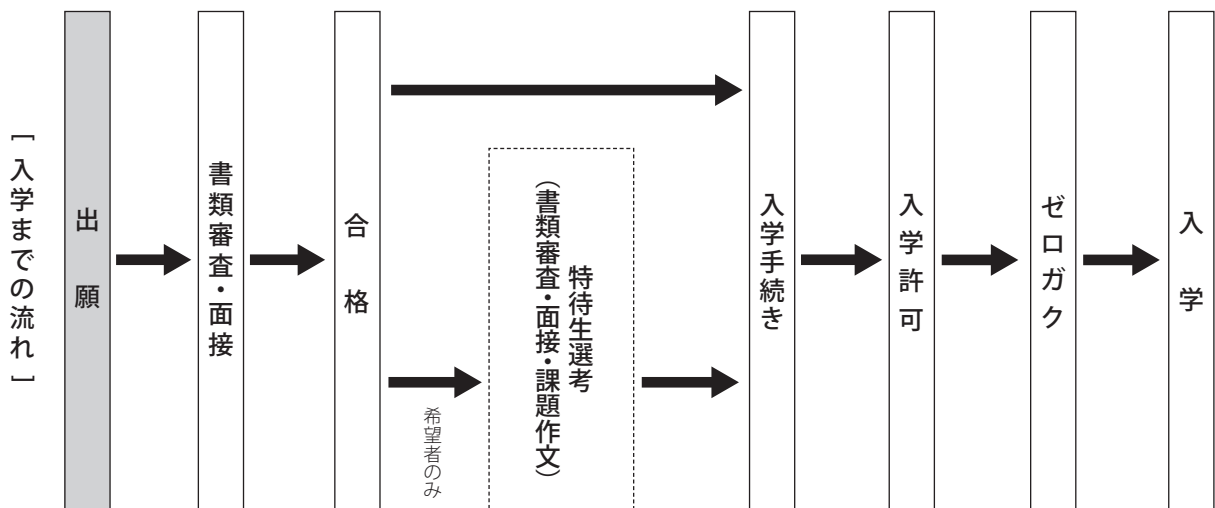 ［入学までの流れ］
出願
書類審査・面接
合格
希望者のみ
特待生選考
（書類審査・面接・課題作文）
入学手続き
入学許可
ゼロガク
入学